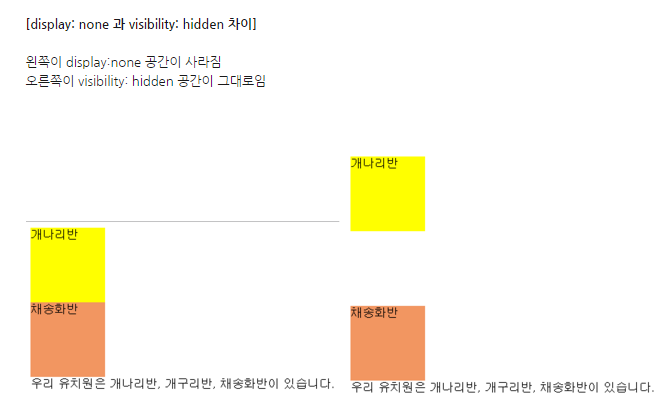 [display: none 과 visibility: hidden 차이]
왼쪽이 display:none 공간이 사라짐
오른쪽이 visibility: hidden 공간이 그대로임
개나리반
채송화반
우리 유치원은 개나리반, 개구리반, 채송화반이 있습니다.
개나리반
채송화반
우리 유치원은 개나리반, 개구리반, 채송화반이 있습니다.